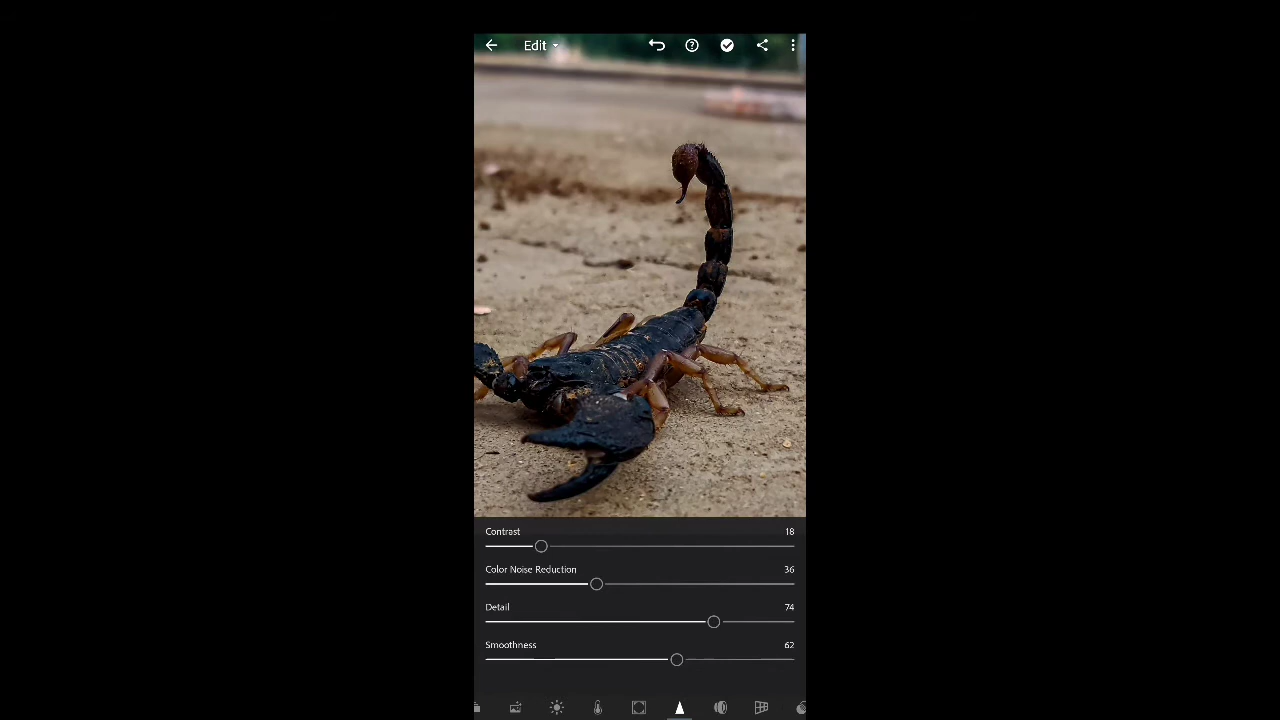 Edit
Contrast 18
Color Noise Reduction 36
Detail 74
Smoothness 62